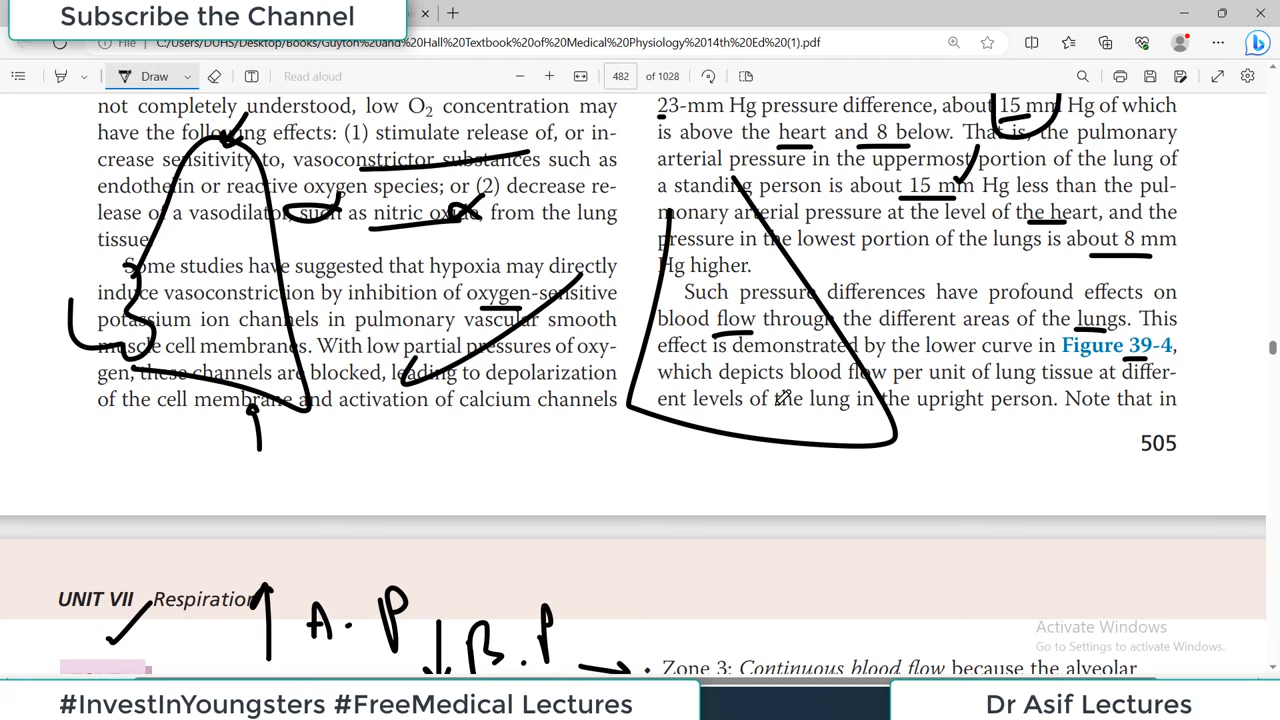 Subscribe the Channel
File
C:/Users/DUHS/Desktop/Books/Guyton%20and%20Hall%20Textbook%20of%20Medical%20Physiology%2014th%20Ed%20(1).pdf
Draw
Read aloud
482 of 1028
not completely understood, low O2 concentration may
have the following effects: (1) stimulate release of, or in-
crease sensitivity to, vasoconstrictor substances such as
endothelin or reactive oxygen species; or (2) decrease re-
lease of a vasodilator, such as nitric oxide, from the lung
tissue.
Some studies have suggested that hypoxia may directly
induce vasoconstriction by inhibition of oxygen-sensitive
potassium ion channels in pulmonary vascular smooth
muscle cell membranes. With low partial pressures of oxy-
gen, these channels are blocked, leading to depolarization
of the cell membrane and activation of calcium channels
23-mm Hg pressure difference, about 15 mm Hg of which
is above the heart and 8 below. That is, the pulmonary
arterial pressure in the uppermost portion of the lung of
a standing person is about 15 mm Hg less than the pul-
monary arterial pressure at the level of the heart, and the
pressure in the lowest portion of the lungs is about 8 mm
Hg higher.
Such pressure differences have profound effects on
blood flow through the different areas of the lungs. This
effect is demonstrated by the lower curve in Figure 39-4,
which depicts blood flow per unit of lung tissue at differ-
ent levels of the lung in the upright person. Note that in
505
UNIT VII Respiration
A.P
B.P
• Zone 3: Continuous blood flow because the alveolar
Activate Windows
Go to Settings to activate Windows.
#InvestInYoungsters #FreeMedical Lectures
Dr Asif Lectures